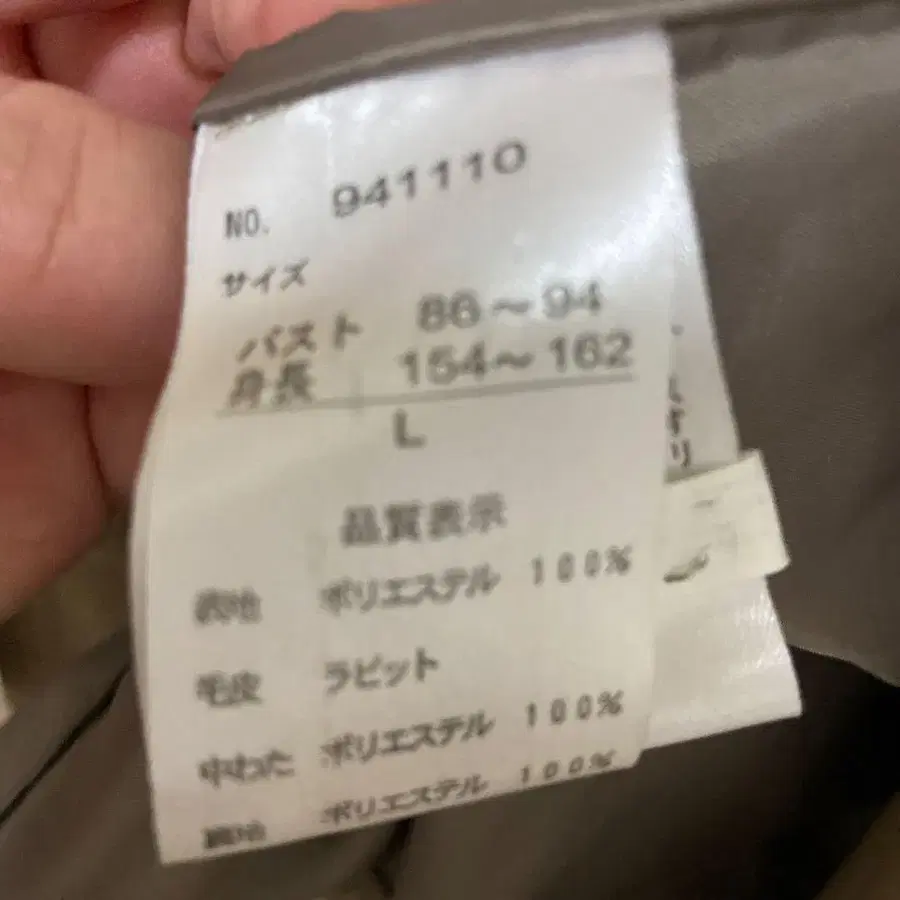 NO. 941110
サイズ
バスト 86〜94
身長 154〜162
L
品質表示
表地 ポリエステル 100%
毛皮 ラビット
中わた ポリエステル 100%
ポリエステル 100%
す
り